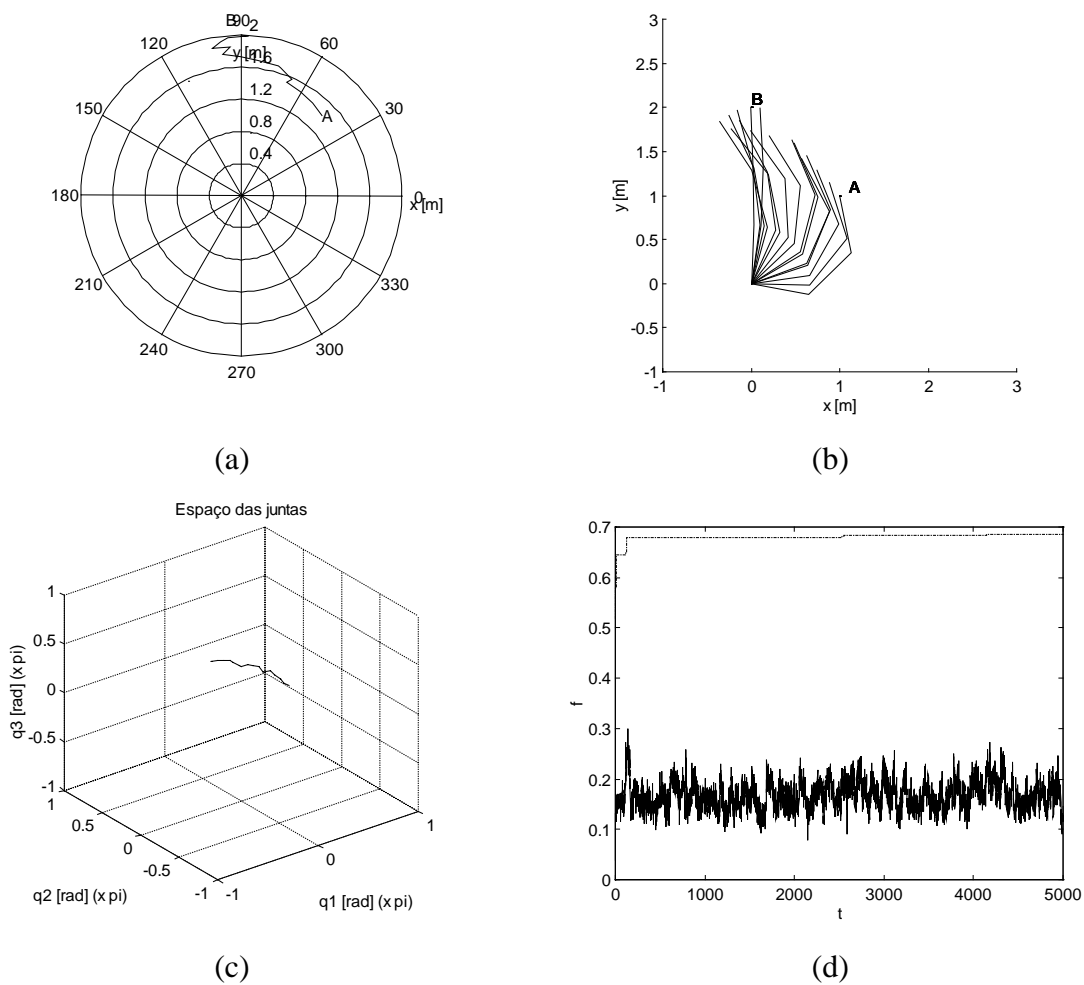 B 90 2
120 60
y [m] 1.6
1.2
150 30
A
0.8
0.4
180 0
x [m]
210 330
240 300
270
(a)
3
2.5
2
B
1.5
y [m]
1
A
0.5
0
-0.5
-1
-1 0 1 2 3
x [m]
(b)
Espaço das juntas
1
0.5
0
-0.5
-1
q3 [rad] (x pi)
1
0.5
0
-0.5
-1
q2 [rad] (x pi)
-1
0
1
q1 [rad] (x pi)
(c)
0.7
0.6
0.5
0.4
f
0.3
0.2
0.1
0
0 1000 2000 3000 4000 5000
t
(d)